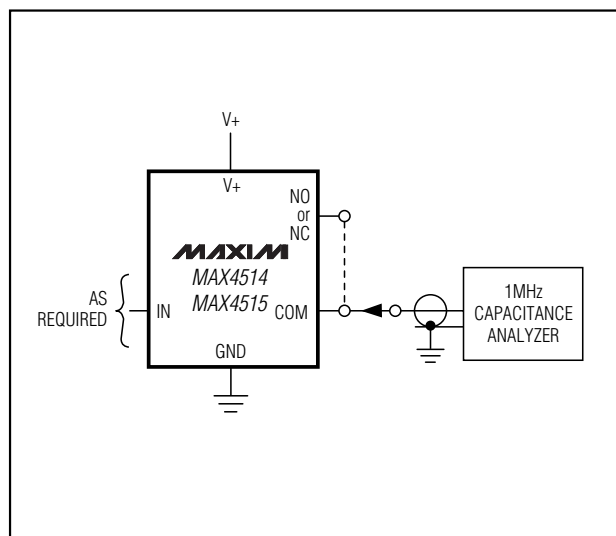 V+
V+
NO
or
NC
MAXIM
MAX4514
MAX4515
AS
REQUIRED
IN
COM
GND
1MHz
CAPACITANCE
ANALYZER